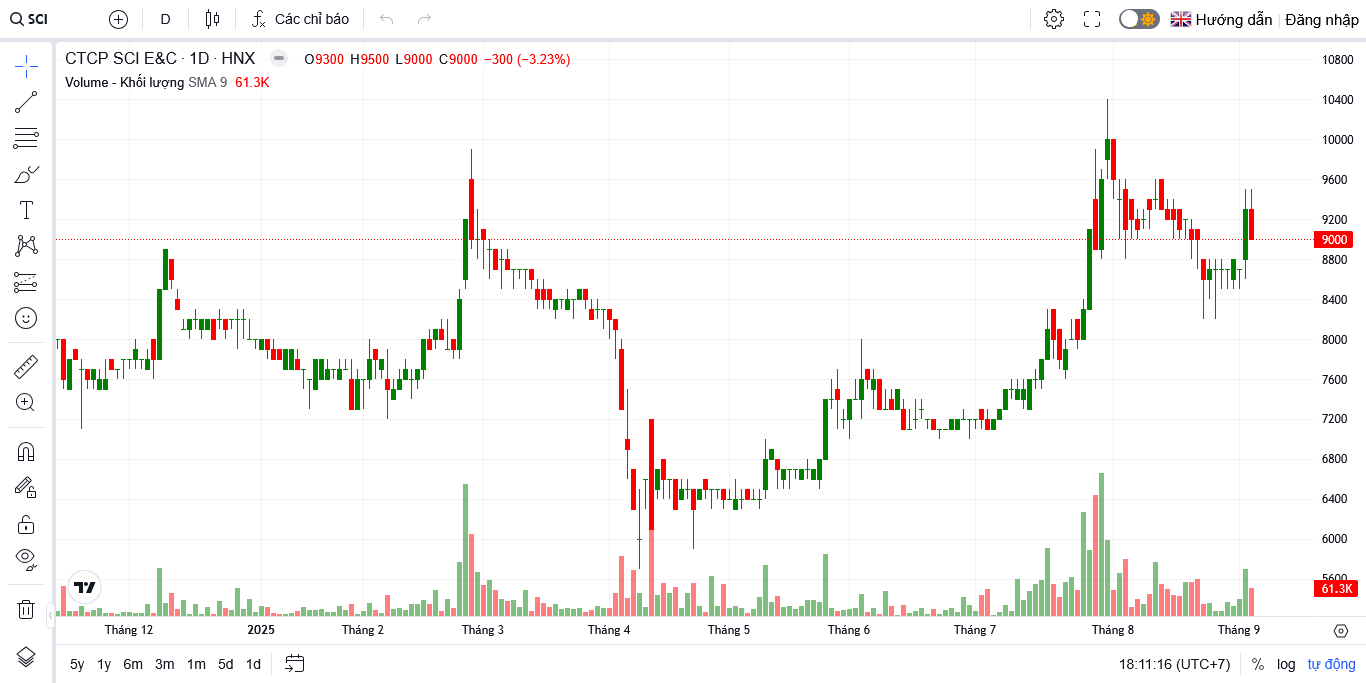 SCI D Các chỉ báo Hướng dẫn Đăng nhập
CTCP SCI E&C · 1D · HNX O9300 H9500 L9000 C9000 −300 (−3.23%)
Volume - Khối lượng SMA 9 61.3K
10800
10400
10000
9600
9200
9000
8800
8400
8000
7600
7200
6800
6400
6000
5600
61.3K
Tháng 12 2025 Tháng 2 Tháng 3 Tháng 4 Tháng 5 Tháng 6 Tháng 7 Tháng 8 Tháng 9
5y 1y 6m 3m 1m 5d 1d 18:11:16 (UTC+7) % log tự động